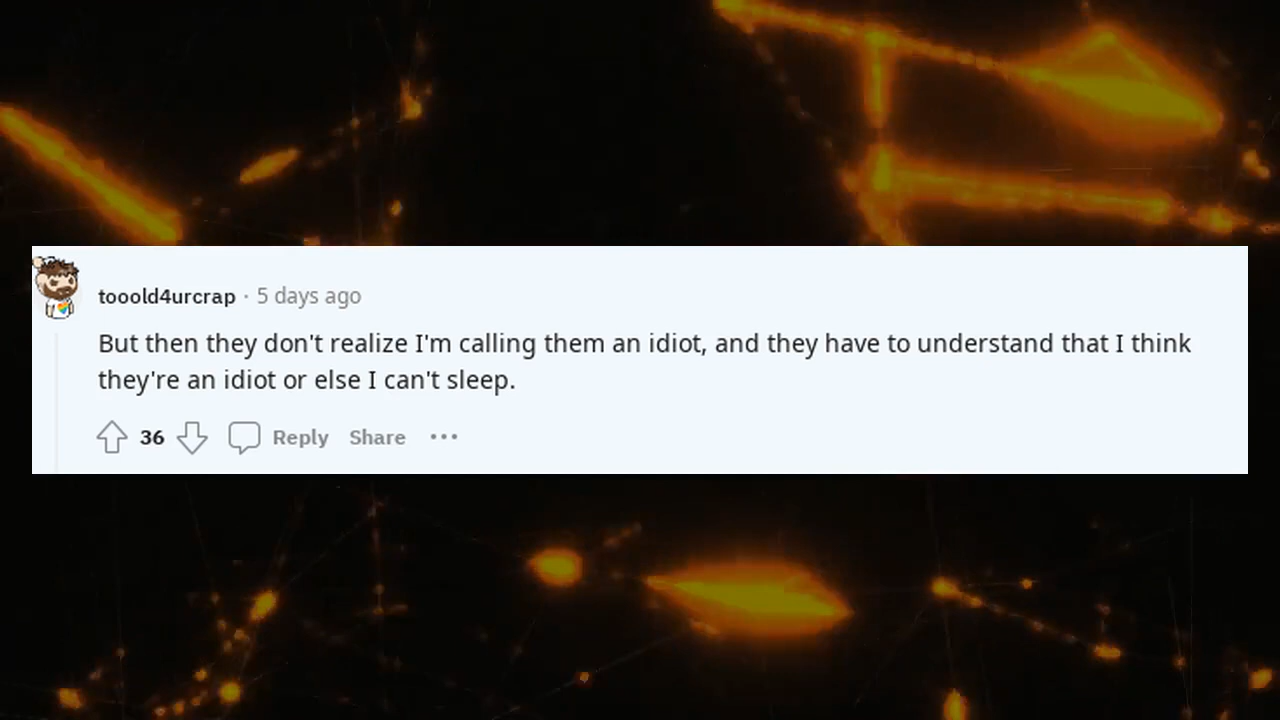 tooold4urcrap · 5 days ago
But then they don't realize I'm calling them an idiot, and they have to understand that I think
they're an idiot or else I can't sleep.
36 Reply Share •••